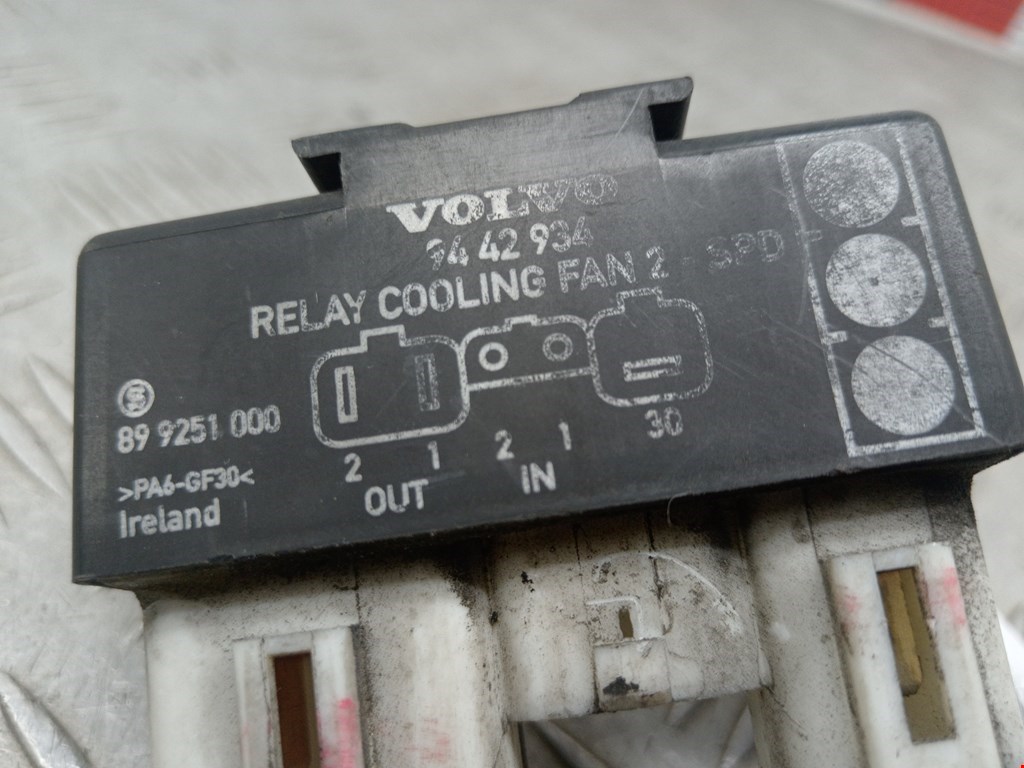 VOLVO
94 42 934
RELAY COOLING FAN 2 - SPD
S
89 9251 000
>PA6-GF30<
Ireland
2 1 2 1 30
OUT IN